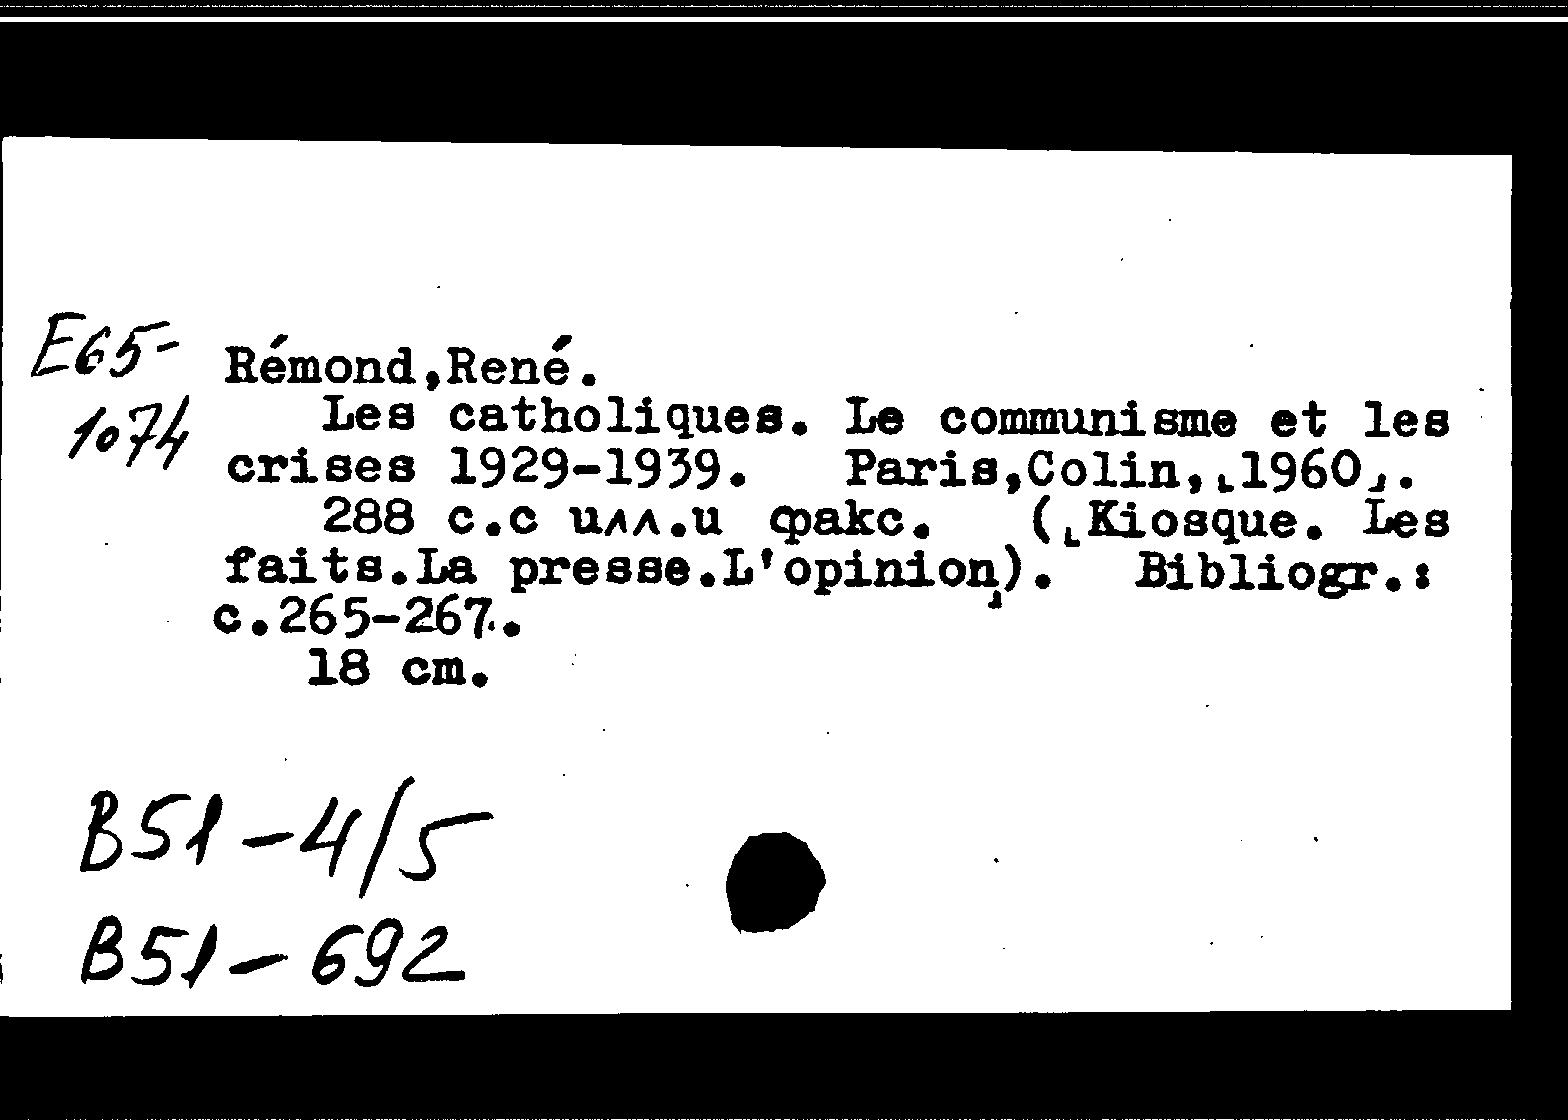 E65-
1074
Rémond,René.
Les catholiques. Le communisme et les
crises 1929-1939. Paris,Colin,[1960].
288 с.с илл.и факс. ([Kiosque. Les
faits.La presse.L'opinion]). Bibliogr.:
с.265-267.
18 cm.
B51-4/5
B51-692